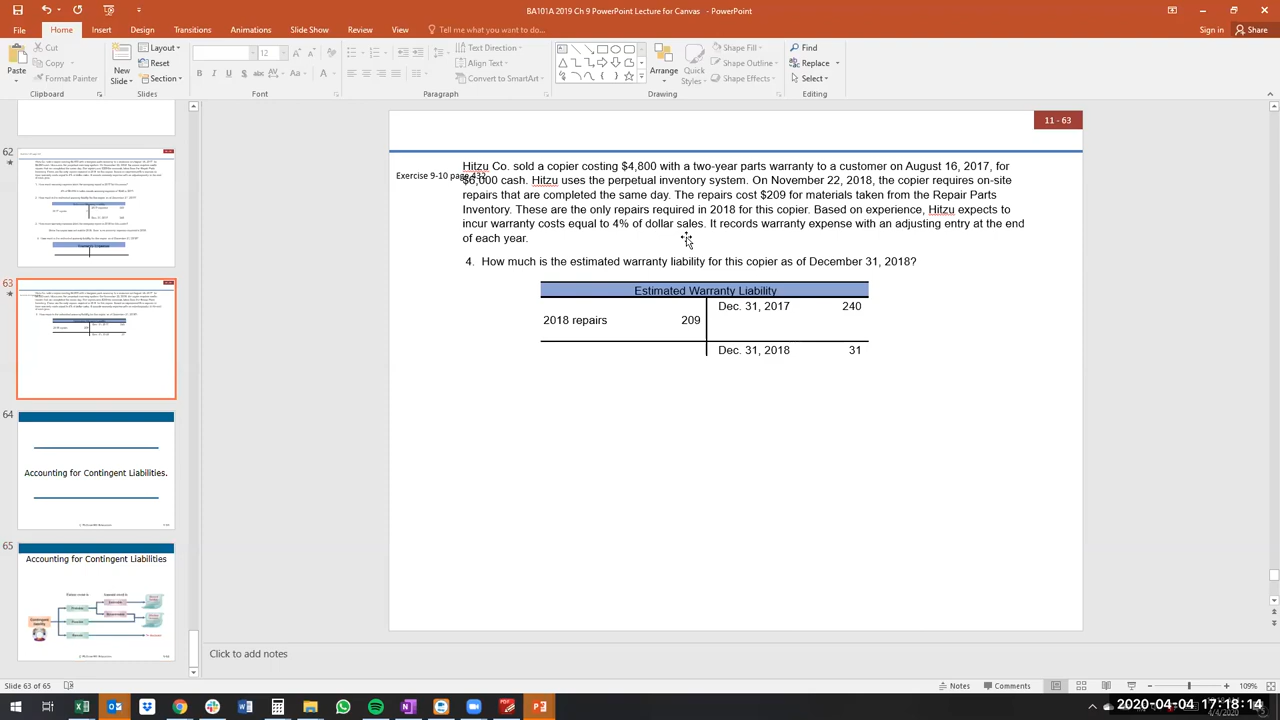 BA101A 2019 Ch 9 PowerPoint Lecture for Canvas - PowerPoint
File Home Insert Design Transitions Animations Slide Show Review View Tell me what you want to do... Sign in Share
Paste Cut Copy Format Painter Clipboard
New Slide Layout Reset Section Slides
12
Font
Paragraph
Text Direction Align Text Convert to SmartArt
Arrange Quick Styles Shape Fill Shape Outline Shape Effects Drawing
Find Replace Select Editing
62
63
64
Accounting for Contingent Liabilities.
65
Accounting for Contingent Liabilities
11 - 63
Hitzu Co. sold a copier costing $4,800 with a two-year parts warranty to a customer on August 16, 2017, for
Exercise 9-10 page
cash. Hitzu uses the perpetual inventory system. On November 22, 2018, the copier requires on-site
repairs that are completed the same day. The repairs cost $209 for materials taken from the Repair Parts
Inventory. These are the only repairs required in 2018 for this copier. Based on experience, Hitzu expects to
incur warranty costs equal to 4% of dollar sales. It records warranty expense with an adjusting entry at the end
of each year.
4. How much is the estimated warranty liability for this copier as of December 31, 2018?
Estimated Warranty Liability
Dec. 31, 2017 240
2018 repairs 209
Dec. 31, 2018 31
Click to add notes
Slide 63 of 65 Notes Comments 109%
2020-04-04 17:18:14
4/4/2020